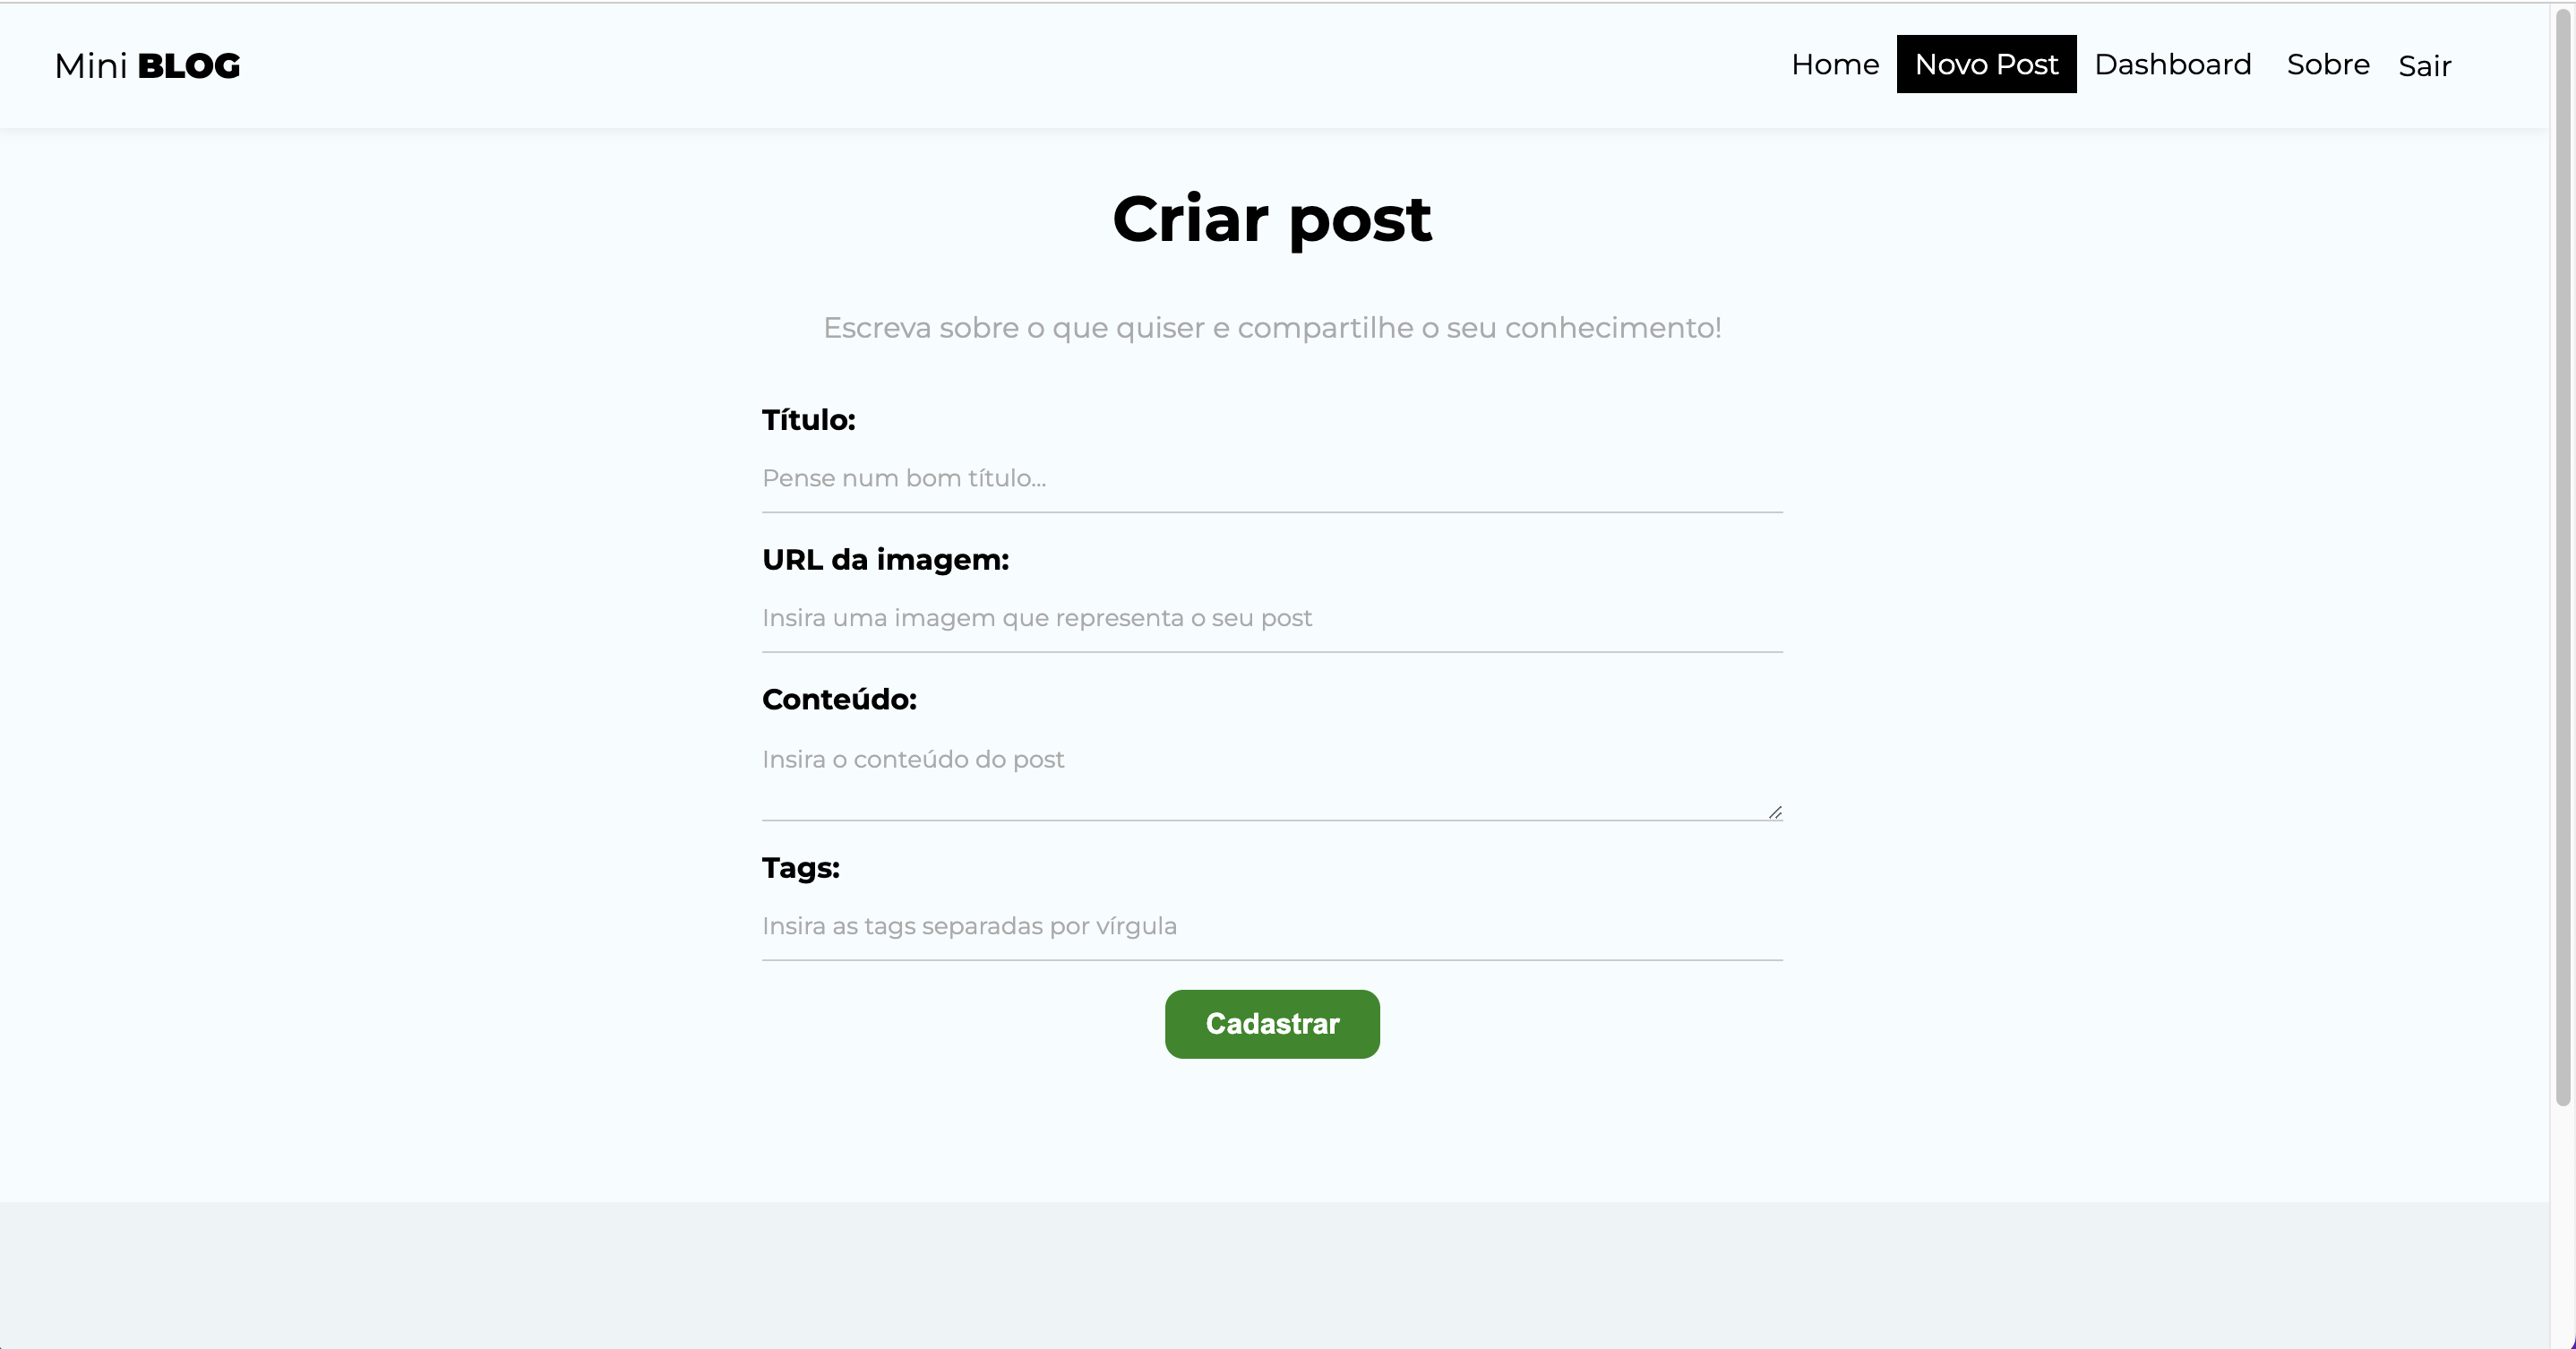 Mini BLOG
Home Novo Post Dashboard Sobre Sair
Criar post
Escreva sobre o que quiser e compartilhe o seu conhecimento!
Título:
Pense num bom título...
URL da imagem:
Insira uma imagem que representa o seu post
Conteúdo:
Insira o conteúdo do post
Tags:
Insira as tags separadas por vírgula
Cadastrar